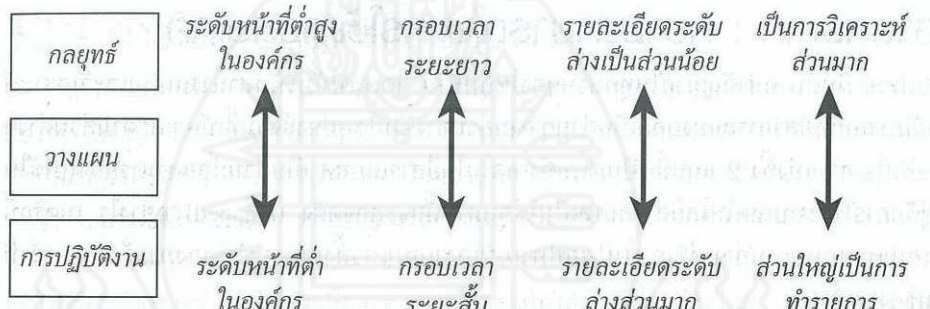 กลยุทธ์
ระดับหน้าที่ต่ำสูง
ในองค์กร
กรอบเวลา
ระยะยาว
รายละเอียดระดับ
ล่างเป็นส่วนน้อย
เป็นการวิเคราะห์
ส่วนมาก
วางแผน
การปฏิบัติงาน
ระดับหน้าที่ต่ำ
ในองค์กร
กรอบเวลา
ระยะสั้น
รายละเอียดระดับ
ล่างส่วนมาก
ส่วนใหญ่เป็นการ
ทำรายการ